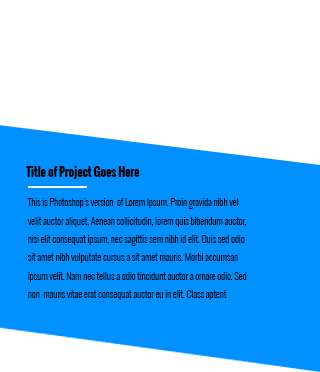 Title of Project Goes Here
This is Photoshop's version of Lorem Ipsum. Proin gravida nibh vel
velit auctor aliquet. Aenean sollicitudin, lorem quis bibendum auctor,
nisi elit consequat ipsum, nec sagittis sem nibh id elit. Duis sed odio
sit amet nibh vulputate cursus a sit amet mauris. Morbi accumsan
ipsum velit. Nam nec tellus a odio tincidunt auctor a ornare odio. Sed
non mauris vitae erat consequat auctor eu in elit. Class aptent